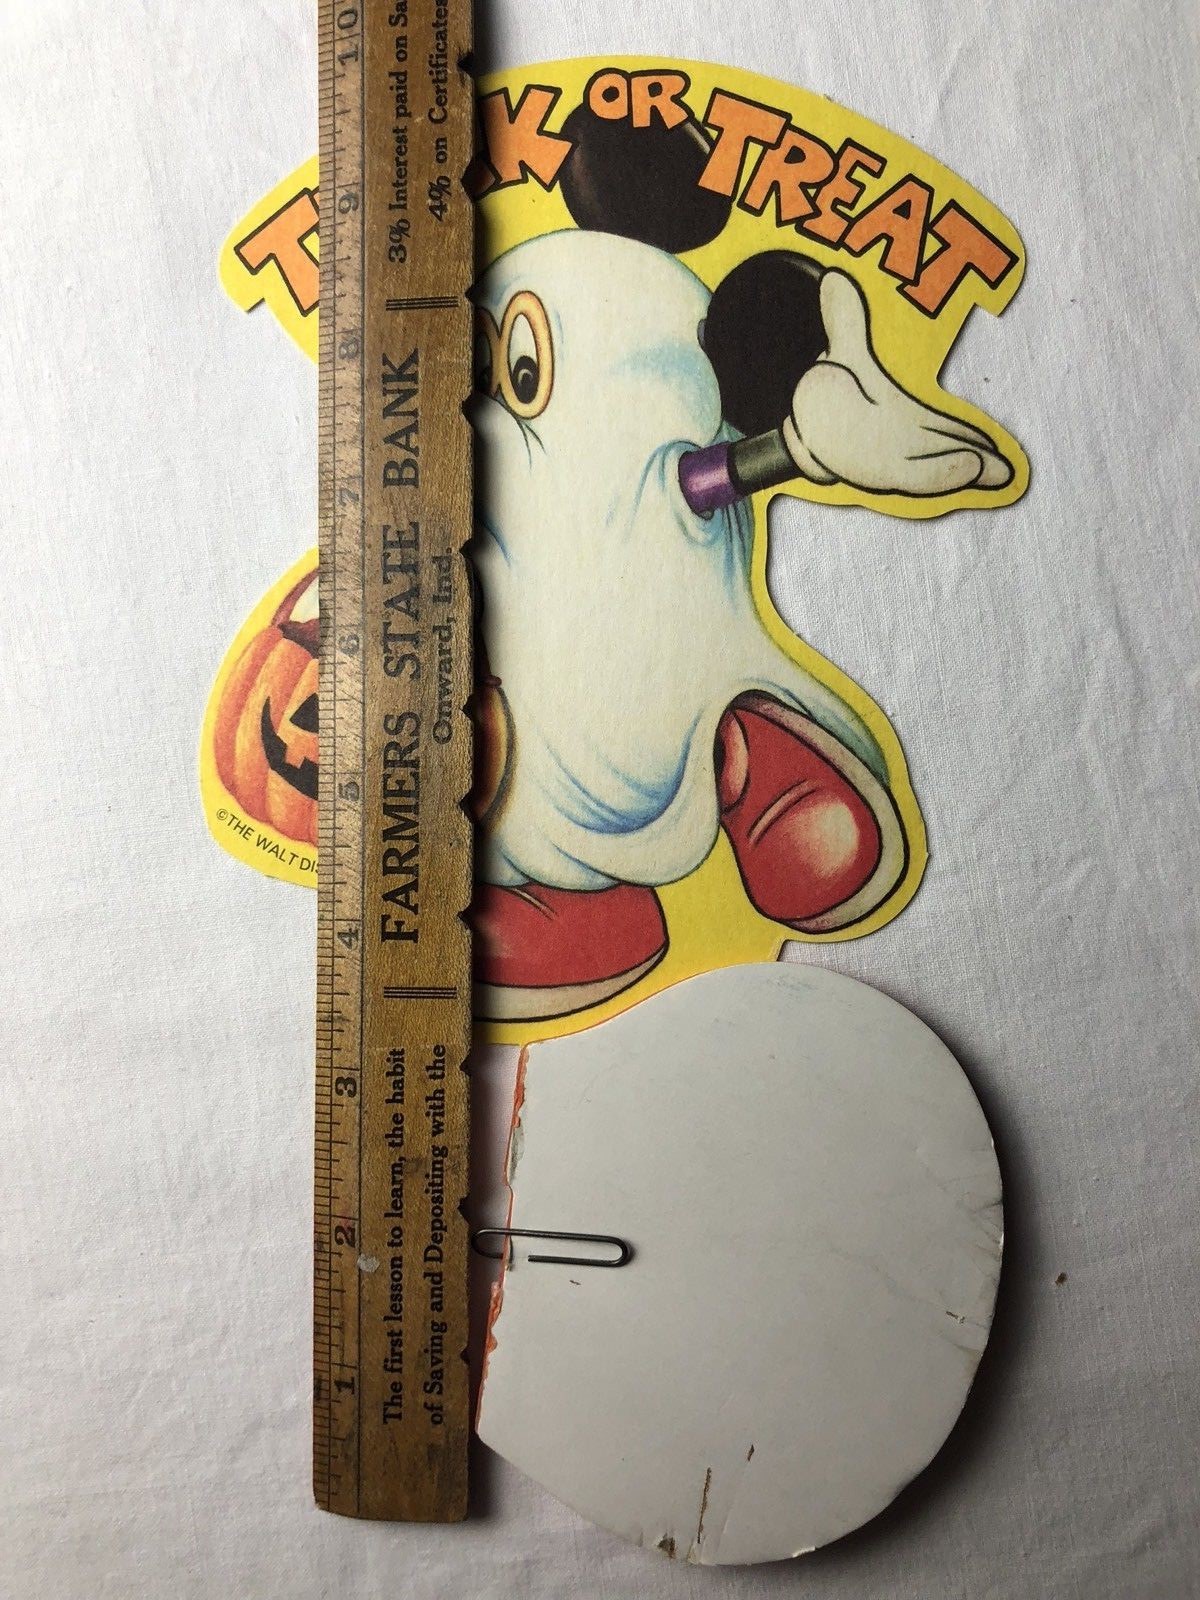 T
K OR TREAT
©THE WALT DIS
10
9
8
7
6
5
4
3
2
1
3% Interest paid on Sa
4% on Certificates
FARMERS STATE BANK
Onward, Ind.
The first lesson to learn, the habit
of Saving and Depositing with the